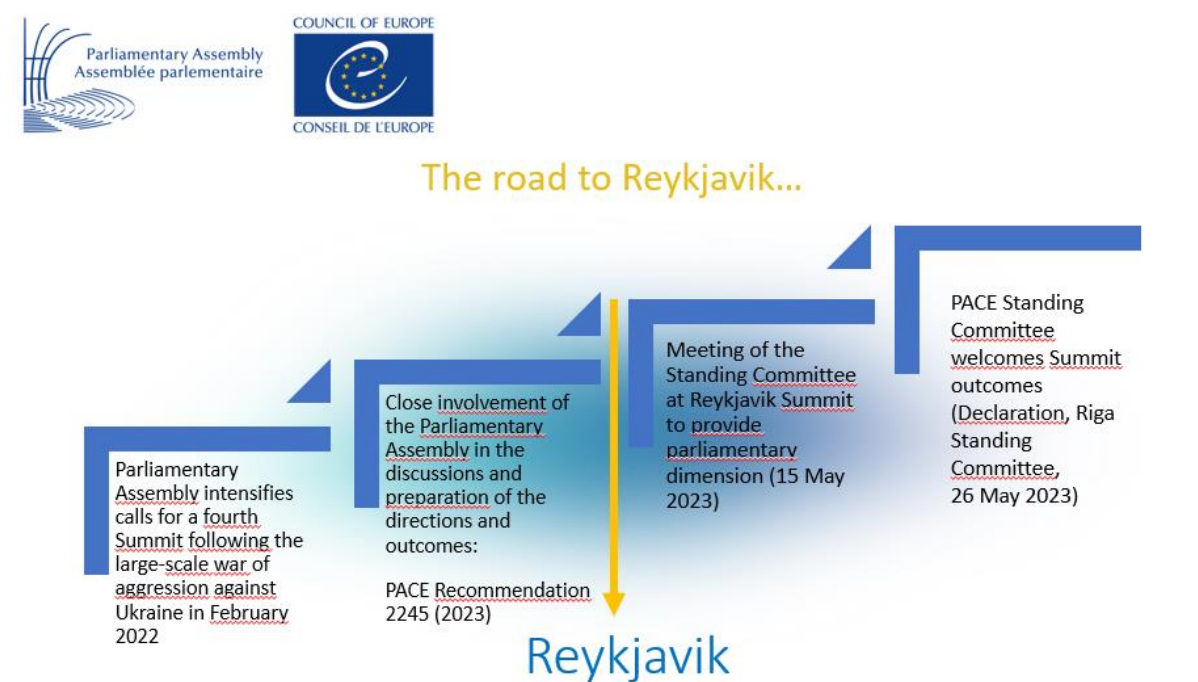 Parliamentary Assembly
Assemblée parlementaire
COUNCIL OF EUROPE
CONSEIL DE L'EUROPE
The road to Reykjavik...
Parliamentary
Assembly intensifies
calls for a fourth
Summit following the
large-scale war of
aggression against
Ukraine in February
2022
Close involvement of
the Parliamentary
Assembly in the
discussions and
preparation of the
directions and
outcomes:
PACE Recommendation
2245 (2023)
Meeting of the
Standing Committee
at Reykjavik Summit
to provide
parliamentary
dimension (15 May
2023)
PACE Standing
Committee
welcomes Summit
outcomes
(Declaration, Riga
Standing
Committee,
26 May 2023)
Reykjavik